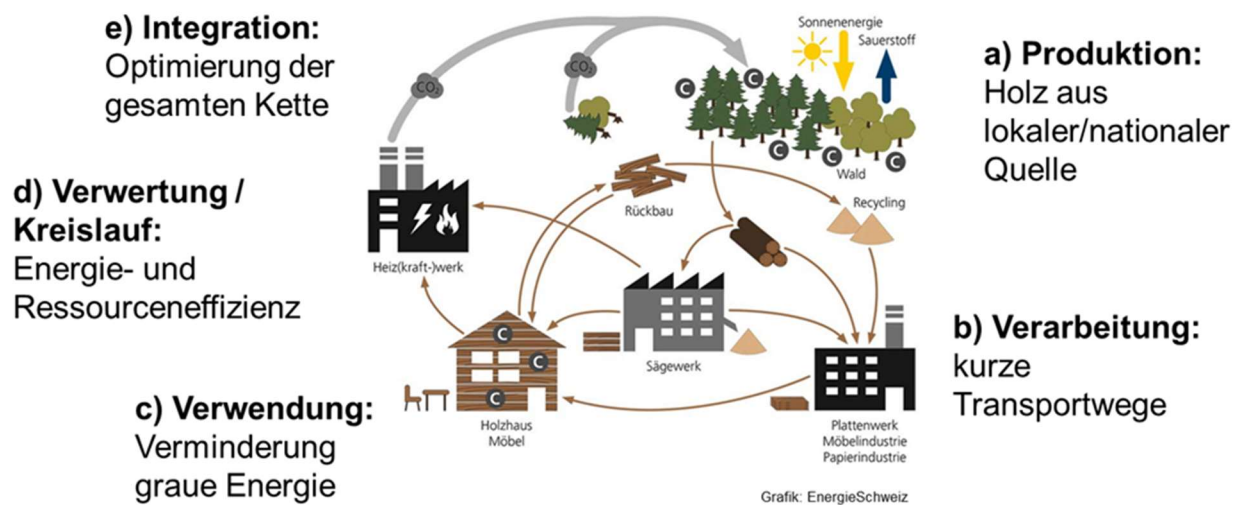 e) Integration:
Optimierung der
gesamten Kette
Sonnenenergie
Sauerstoff
a) Produktion:
Holz aus
lokaler/nationaler
Quelle
CO₂
CO₂
C
C
C
C
Wald
d) Verwertung /
Kreislauf:
Energie- und
Ressourceneffizienz
Rückbau
Recycling
Heiz(kraft-)werk
b) Verarbeitung:
kurze
Transportwege
Sägewerk
C
C
C
c) Verwendung:
Verminderung
graue Energie
Holzhaus
Möbel
Plattenwerk
Möbelindustrie
Papierindustrie
Grafik: EnergieSchweiz